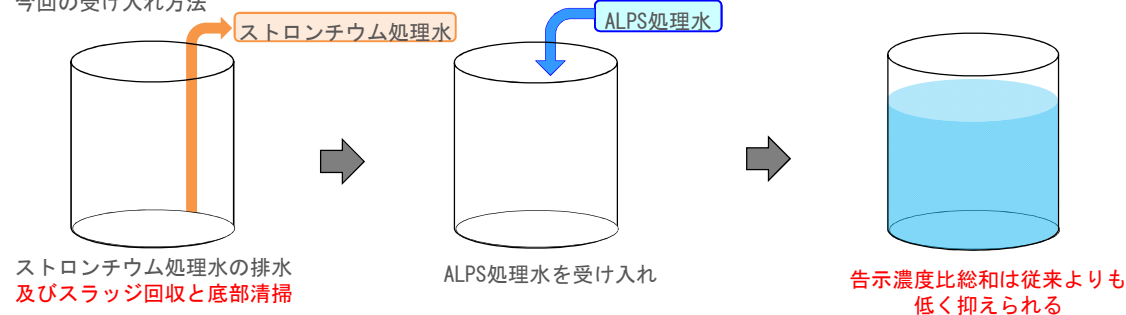 今回の受け入れ方法
ストロンチウム処理水
ALPS処理水
ストロンチウム処理水の排水
及びスラッジ回収と底部清掃
ALPS処理水を受け入れ
告示濃度比総和は従来よりも
低く抑えられる